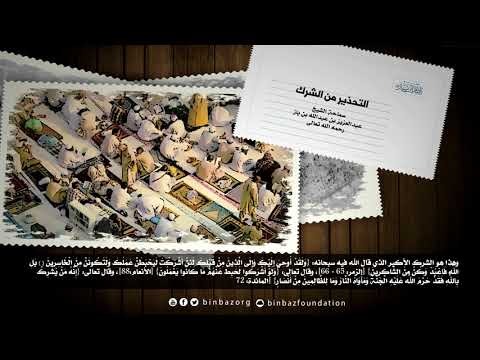 التحذير من الشرك
سماحة الشيخ
عبدالعزيز بن عبدالله بن باز
رحمه الله تعالى
وهذا هو الشرك الأكبر الذي قال الله فيه سبحانه: {وَلَقَدْ أُوحِيَ إِلَيْكَ وَإِلَى الَّذِينَ مِنْ قَبْلِكَ لَئِنْ أَشْرَكْتَ لَيَحْبَطَنَّ عَمَلُكَ وَلَتَكُونَنَّ مِنَ الْخَاسِرِينَ (:) بَلِ
اللَّهَ فَاعْبُدْ وَكُنْ مِنَ الشَّاكِرِينَ} [الزمر: 65 - 66]، وقال تعالى: {وَلَوْ أَشْرَكُوا لَحَبِطَ عَنْهُمْ مَا كَانُوا يَعْمَلُونَ} [الأنعام:88]، وقال تعالى: {إِنَّهُ مَنْ يُشْرِكْ
بِاللَّهِ فَقَدْ حَرَّمَ اللَّهُ عَلَيْهِ الْجَنَّةَ وَمَأْوَاهُ النَّارُ وَمَا لِلظَّالِمِينَ مِنْ أَنْصَارٍ} [المائدة: 72
binbazorg binbazfoundation